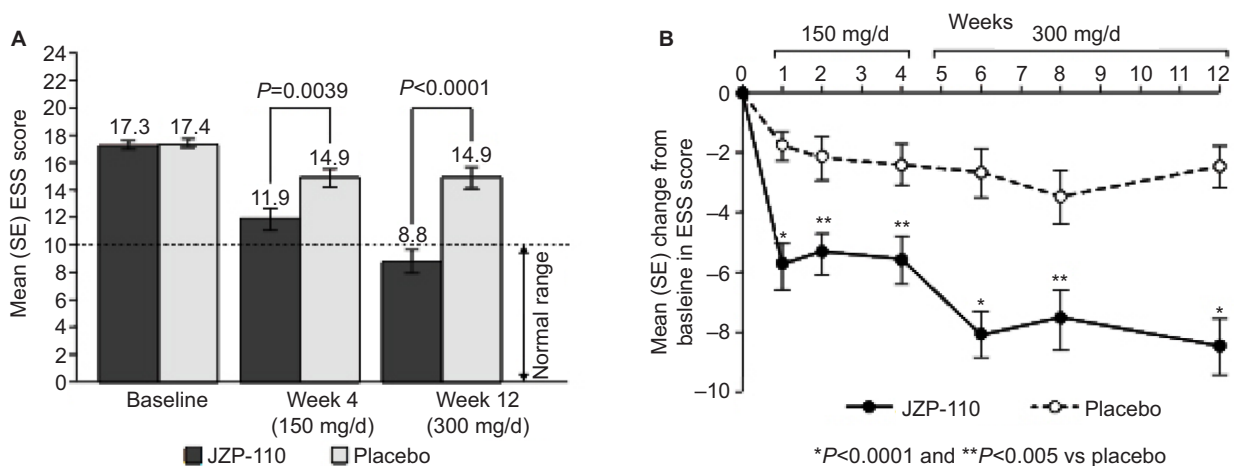 A
Mean (SE) ESS score
24
22
20
18
16
14
12
10
8
6
4
2
0
17.3 17.4
P=0.0039
11.9
14.9
P<0.0001
8.8
14.9
Normal range
Baseline
Week 4
(150 mg/d)
Week 12
(300 mg/d)
JZP-110 Placebo
B
Weeks
150 mg/d 300 mg/d
0 1 2 4 5 6 7 8 9 10 11 12
Mean (SE) change from
basleine in ESS score
0
–2
–4
–6
–8
–10
* ** ** * ** *
JZP-110 Placebo
*P<0.0001 and **P<0.005 vs placebo